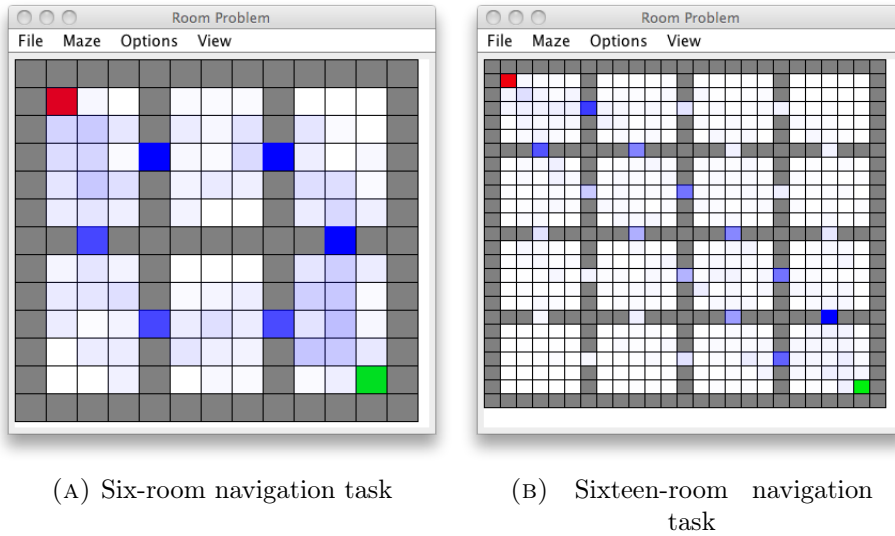 Room Problem
File Maze Options View
Room Problem
File Maze Options View
(A) Six-room navigation task
(B) Sixteen-room navigation
task